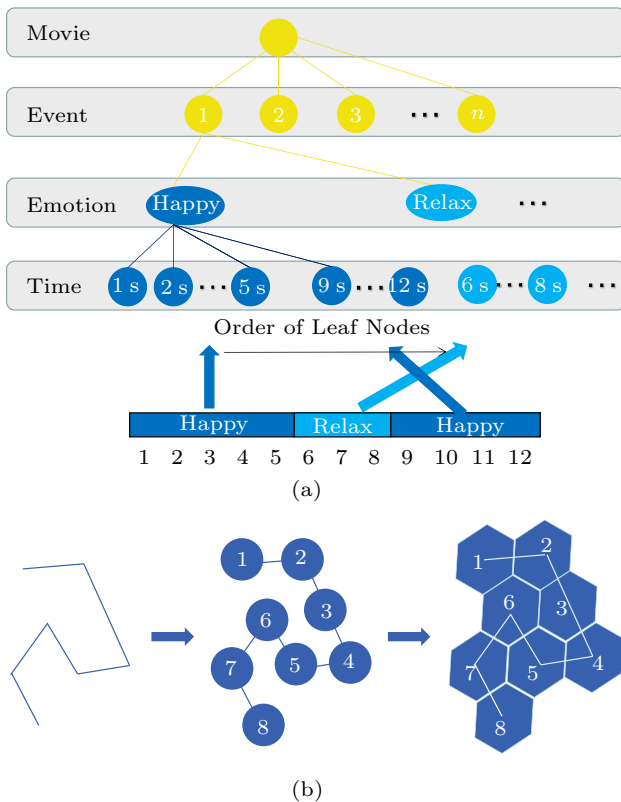 Movie
Event 1 2 3 ··· n
Emotion Happy Relax ···
Time 1 s 2 s ··· 5 s 9 s ··· 12 s 6 s ··· 8 s ···
Order of Leaf Nodes
Happy Relax Happy
1 2 3 4 5 6 7 8 9 10 11 12
(a)
1 2
3
6
7 5 4
8
2
1
6 3
7 5 4
8
(b)